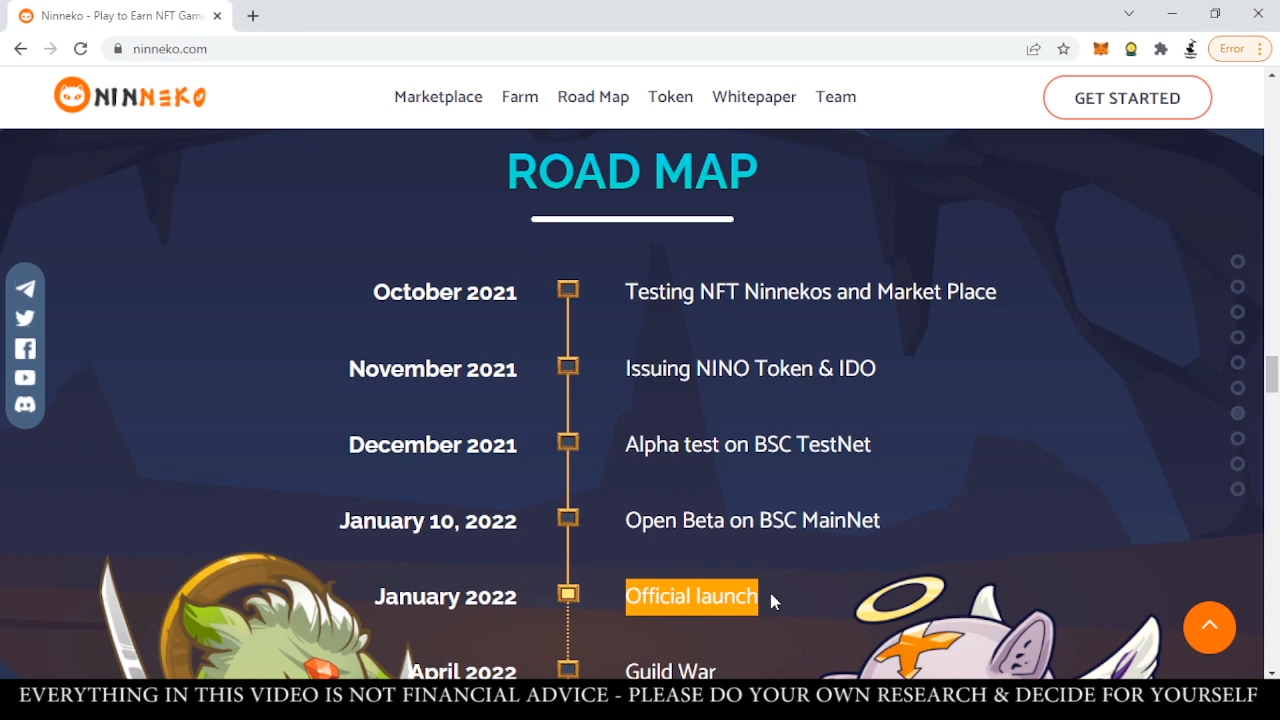 Ninneko - Play to Earn NFT Gam
ninneko.com
Error
NINNEKO
Marketplace Farm Road Map Token Whitepaper Team
GET STARTED
ROAD MAP
October 2021 Testing NFT Ninnekos and Market Place
November 2021 Issuing NINO Token & IDO
December 2021 Alpha test on BSC TestNet
January 10, 2022 Open Beta on BSC MainNet
January 2022 Official launch
April 2022 Guild War
EVERYTHING IN THIS VIDEO IS NOT FINANCIAL ADVICE - PLEASE DO YOUR OWN RESEARCH & DECIDE FOR YOURSELF